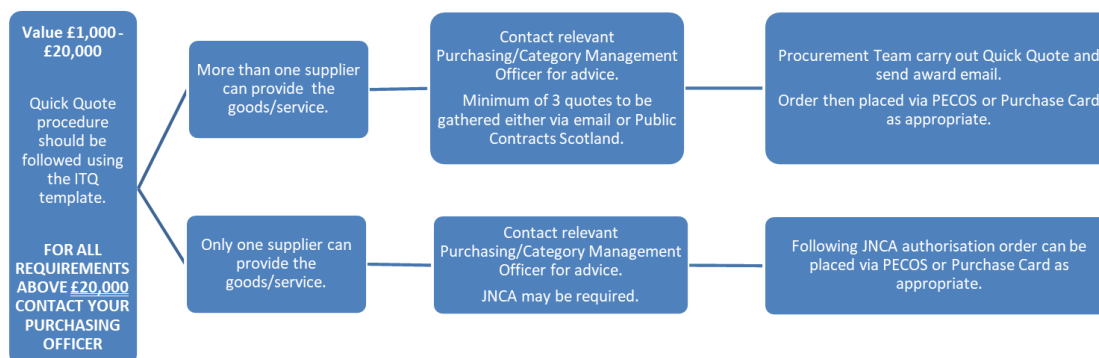 Value £1,000 -
£20,000
Quick Quote
procedure
should be
followed using
the ITQ
template.
FOR ALL
REQUIREMENTS
ABOVE £20,000
CONTACT YOUR
PURCHASING
OFFICER
More than one supplier
can provide the
goods/service.
Contact relevant
Purchasing/Category Management
Officer for advice.
Minimum of 3 quotes to be
gathered either via email or Public
Contracts Scotland.
Procurement Team carry out Quick Quote and
send award email.
Order then placed via PECOS or Purchase Card
as appropriate.
Only one supplier can
provide the
goods/service.
Contact relevant
Purchasing/Category Management
Officer for advice.
JNCA may be required.
Following JNCA authorisation order can be
placed via PECOS or Purchase Card as
appropriate.